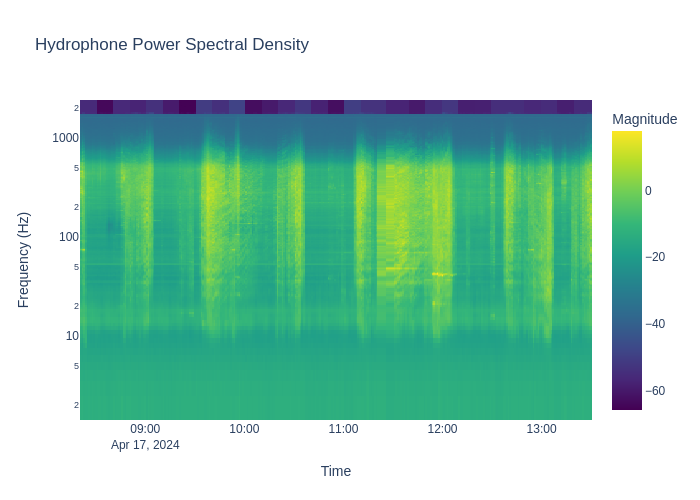 Hydrophone Power Spectral Density
Magnitude
2
1000
5
2
100
5
2
10
5
2
0
−20
−40
−60
Frequency (Hz)
09:00 10:00 11:00 12:00 13:00
Apr 17, 2024
Time